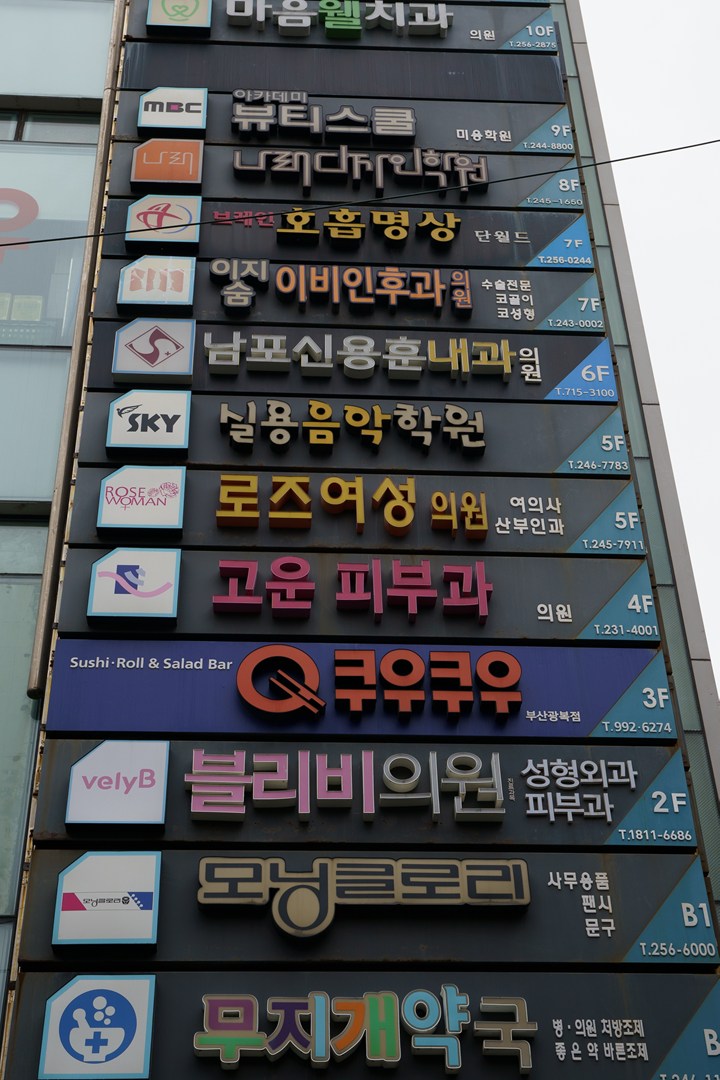 마음웰치과 의원 10F
T.256-2875
MBC 아카데미
뷰티스쿨 미용학원 9F
T.244-8800
나래 나래디자인학원 8F
T.245-1650
브레인 호흡명상 단월드 7F
T.256-0244
이지숨 이비인후과의원 수술전문 7F
코골이
코성형
T.243-0002
남포신용훈내과의원 6F
T.715-3100
SKY 실용음악학원 5F
T.246-7783
ROSE WOMAN 로즈여성의원 여의사 5F
산부인과
T.245-7911
고운 피부과 의원 4F
T.231-4001
Sushi·Roll & Salad Bar Q 쿠우쿠우 3F
부산광복점
T.992-6274
velyB 블리비의원 성형외과 2F
피부과
T.1811-6686
모닝글로리 모닝글로리 사무용품 B1
팬시
문구
T.256-6000
무지개약국 병·의원 처방조제
좋은 약 바른조제